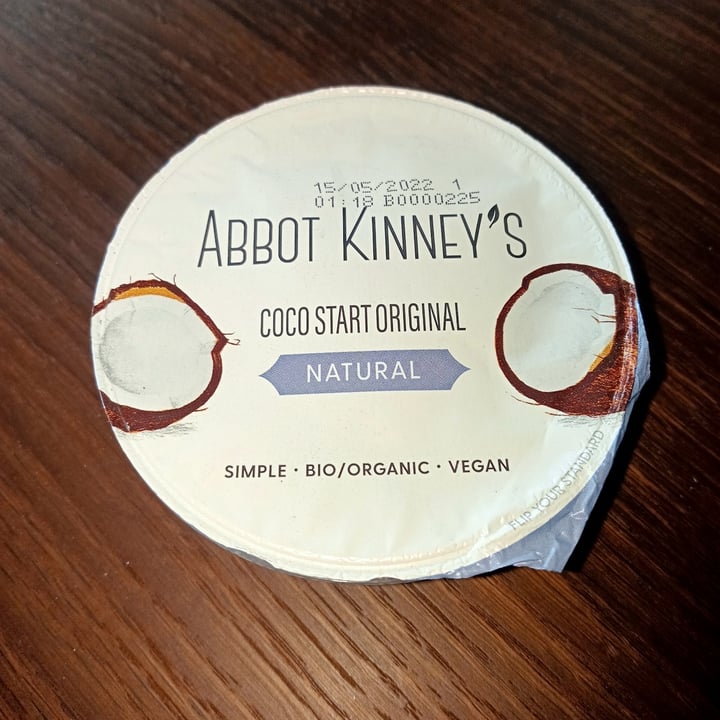 15/05/2022 1
01:18 B0000225
ABBOT KINNEY'S
COCO START ORIGINAL
NATURAL
SIMPLE · BIO/ORGANIC · VEGAN
FLIP YOUR STANDARD